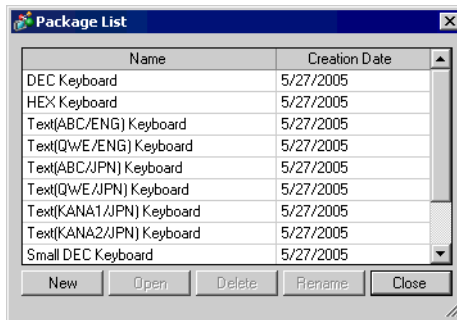 Package List
Name Creation Date
DEC Keyboard 5/27/2005
HEX Keyboard 5/27/2005
Text(ABC/ENG) Keyboard 5/27/2005
Text(QWE/ENG) Keyboard 5/27/2005
Text(ABC/JPN) Keyboard 5/27/2005
Text(QWE/JPN) Keyboard 5/27/2005
Text(KANA1/JPN) Keyboard 5/27/2005
Text(KANA2/JPN) Keyboard 5/27/2005
Small DEC Keyboard 5/27/2005
New Open Delete Rename Close